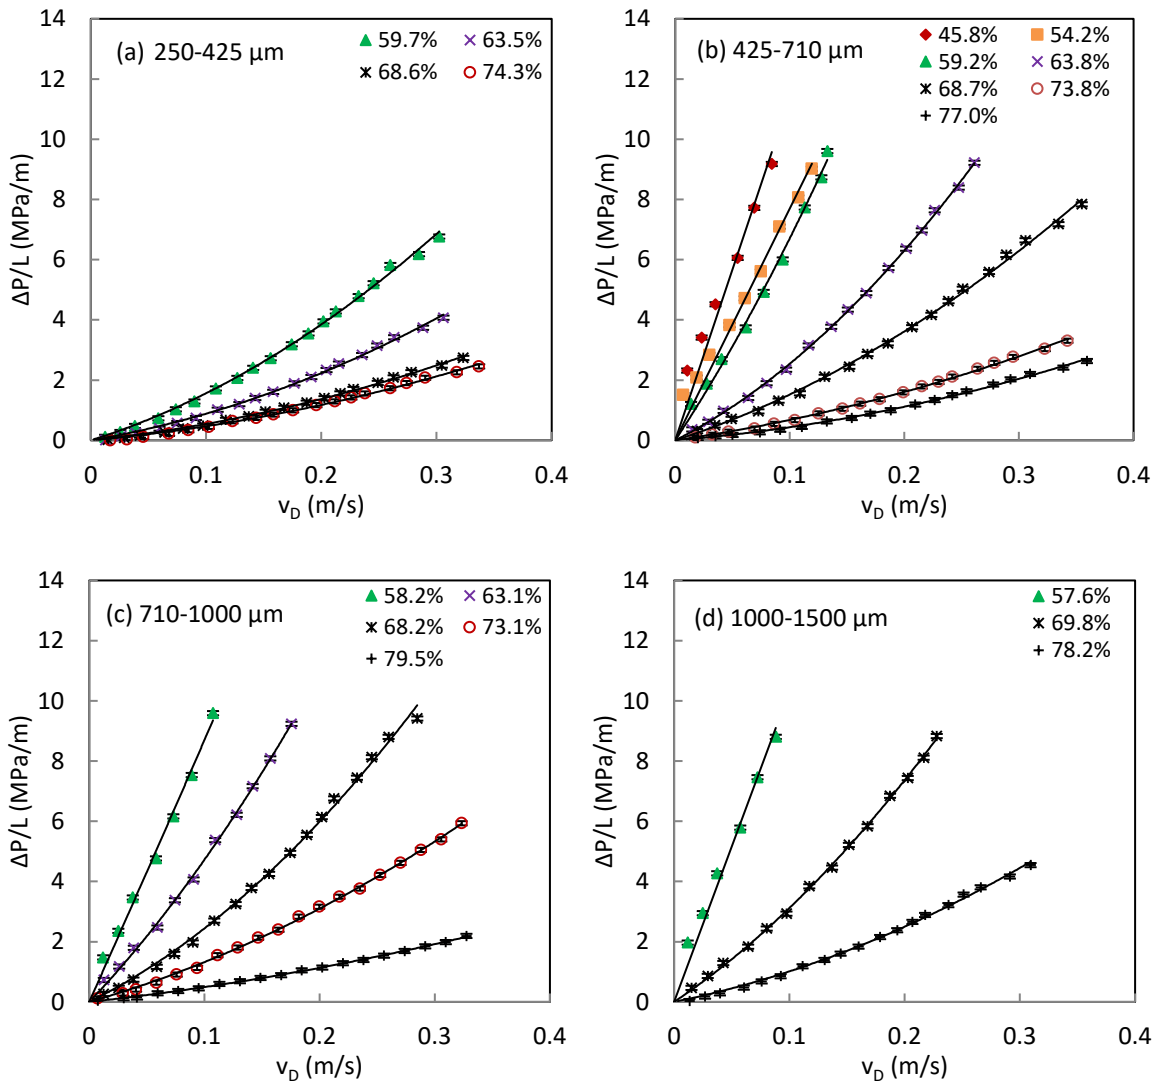 (a) 250-425 µm
59.7% 63.5%
68.6% 74.3%
14
12
10
8
6
4
2
0
0 0.1 0.2 0.3 0.4
ΔP/L (MPa/m)
v_D (m/s)
(b) 425-710 µm
45.8% 54.2%
59.2% 63.8%
68.7% 73.8%
77.0%
14
12
10
8
6
4
2
0
0 0.1 0.2 0.3 0.4
ΔP/L (MPa/m)
v_D (m/s)
(c) 710-1000 µm
58.2% 63.1%
68.2% 73.1%
79.5%
14
12
10
8
6
4
2
0
0 0.1 0.2 0.3 0.4
ΔP/L (MPa/m)
v_D (m/s)
(d) 1000-1500 µm
57.6%
69.8%
78.2%
14
12
10
8
6
4
2
0
0 0.1 0.2 0.3 0.4
ΔP/L (MPa/m)
v_D (m/s)